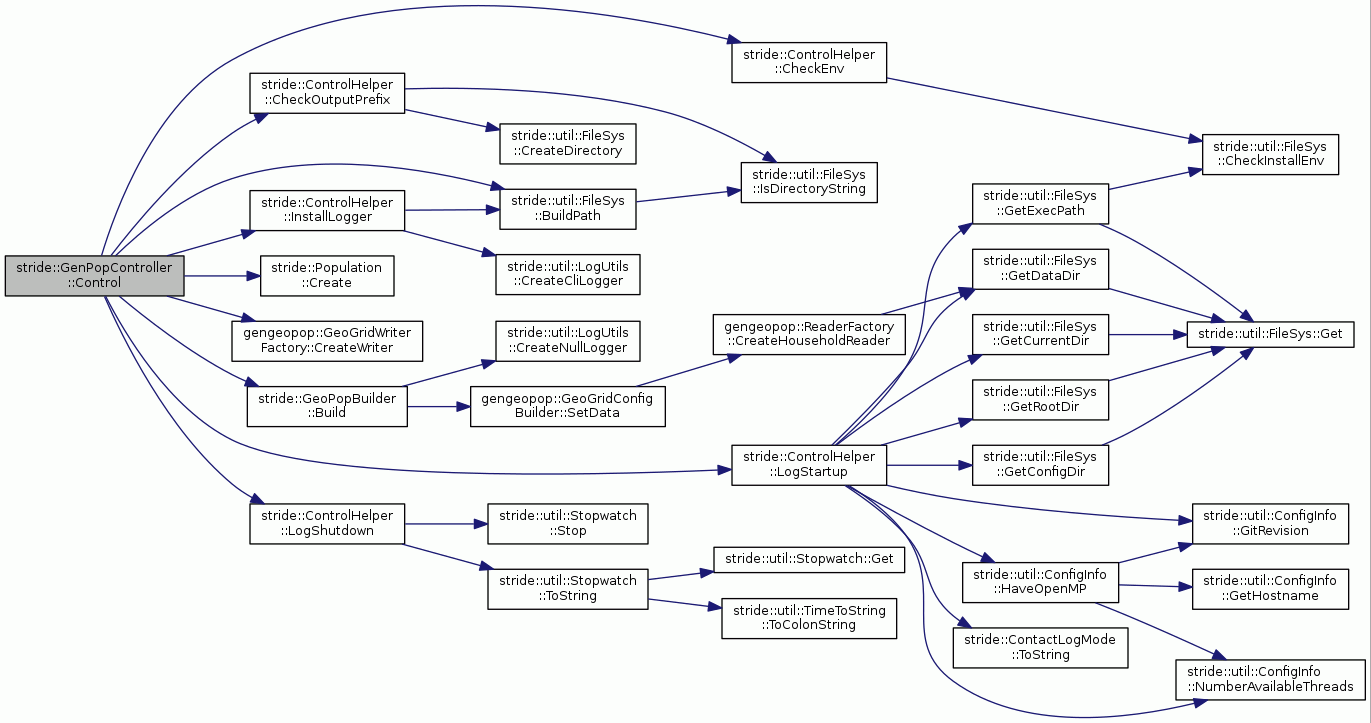 stride::GenPopController
::Control
stride::ControlHelper
::CheckOutputPrefix
stride::ControlHelper
::InstallLogger
stride::Population
::Create
gengeopop::GeoGridWriter
Factory::CreateWriter
stride::GeoPopBuilder
::Build
stride::ControlHelper
::LogShutdown
stride::util::FileSys
::CreateDirectory
stride::util::FileSys
::BuildPath
stride::util::LogUtils
::CreateCliLogger
stride::util::LogUtils
::CreateNullLogger
gengeopop::GeoGridConfig
Builder::SetData
stride::util::Stopwatch
::Stop
stride::util::Stopwatch
::ToString
stride::ControlHelper
::CheckEnv
stride::util::FileSys
::IsDirectoryString
gengeopop::ReaderFactory
::CreateHouseholdReader
stride::ControlHelper
::LogStartup
stride::util::Stopwatch::Get
stride::util::TimeToString
::ToColonString
stride::util::FileSys
::GetExecPath
stride::util::FileSys
::GetDataDir
stride::util::FileSys
::GetCurrentDir
stride::util::FileSys
::GetRootDir
stride::util::FileSys
::GetConfigDir
stride::util::ConfigInfo
::HaveOpenMP
stride::ContactLogMode
::ToString
stride::util::FileSys
::CheckInstallEnv
stride::util::FileSys::Get
stride::util::ConfigInfo
::GitRevision
stride::util::ConfigInfo
::GetHostname
stride::util::ConfigInfo
::NumberAvailableThreads